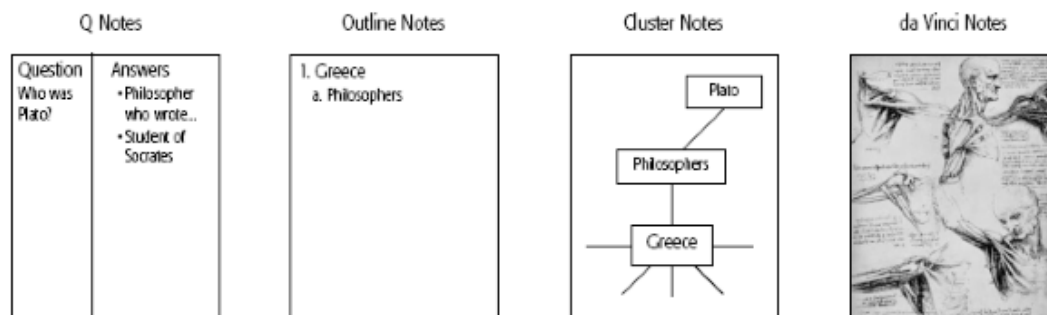 Q Notes
Outline Notes
Cluster Notes
da Vinci Notes
Question
Who was
Plato?
Answers
•Philosopher
who wrote...
•Student of
Socrates
1. Greece
a. Philosophers
Plato
Philosophers
Greece